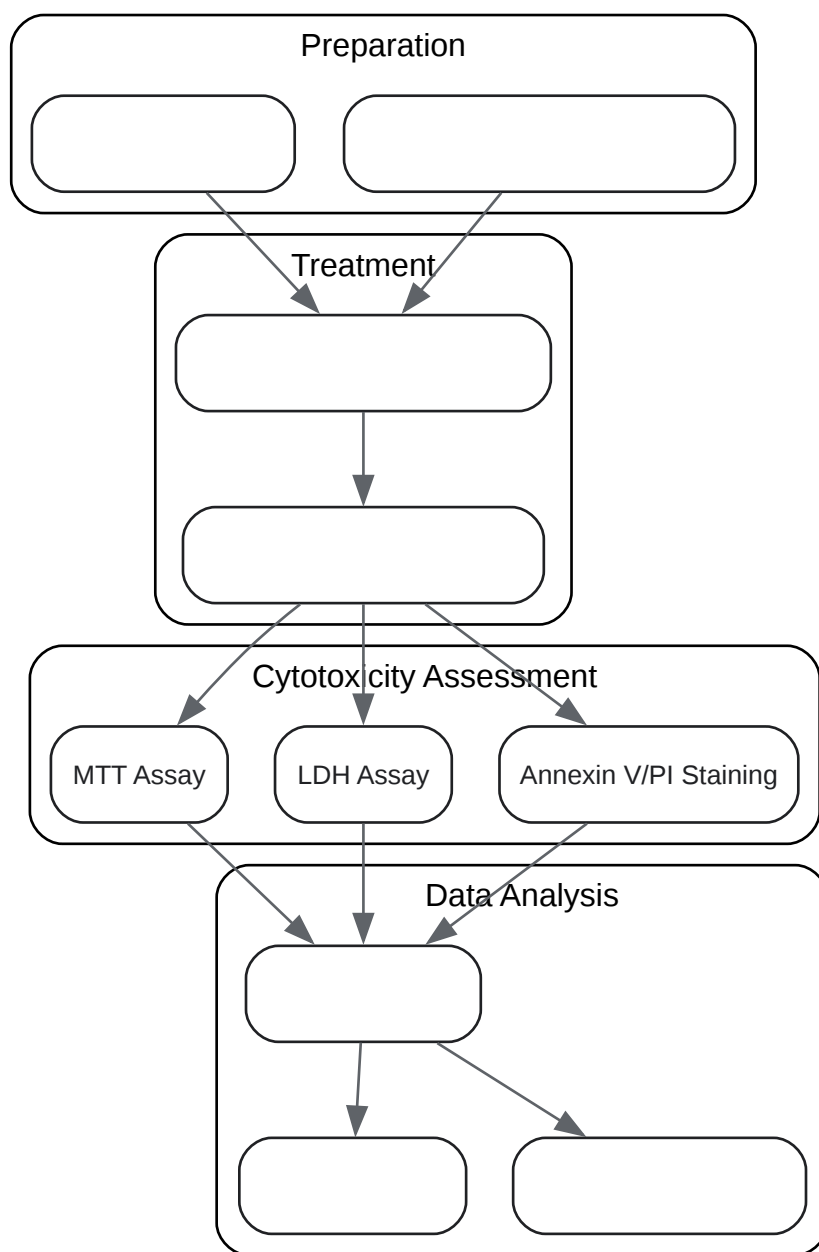 Preparation
Treatment
Cytotoxicity Assessment
MTT Assay
LDH Assay
Annexin V/PI Staining
Data Analysis